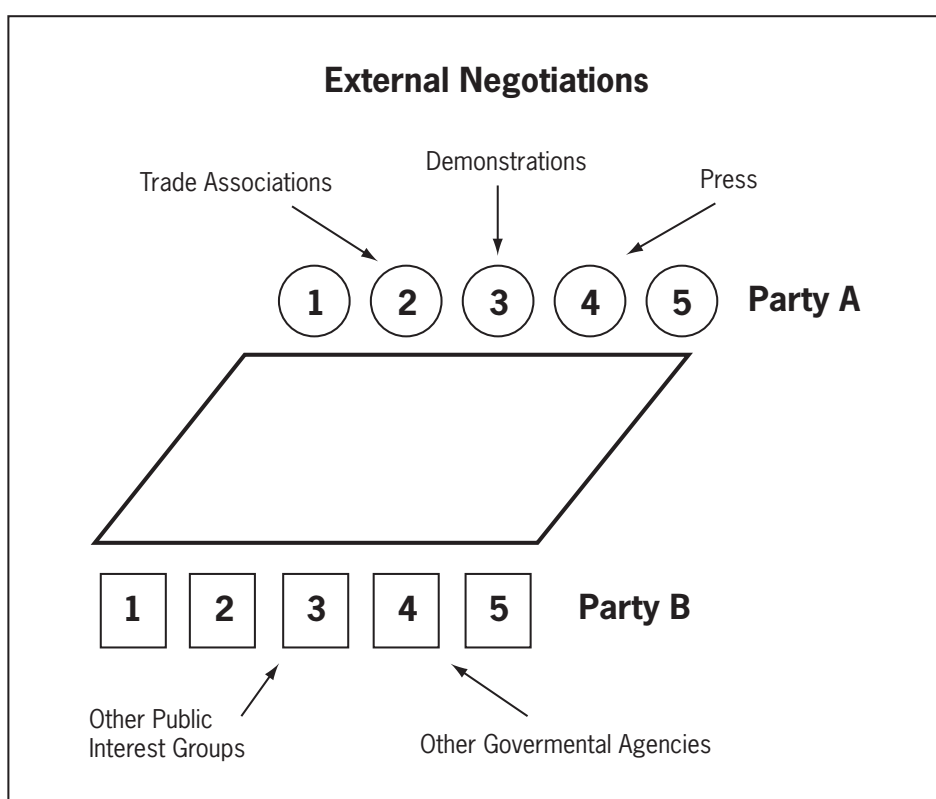 External Negotiations
Demonstrations
Trade Associations
Press
1 2 3 4 5 Party A
1 2 3 4 5 Party B
Other Public
Interest Groups
Other Govermental Agencies